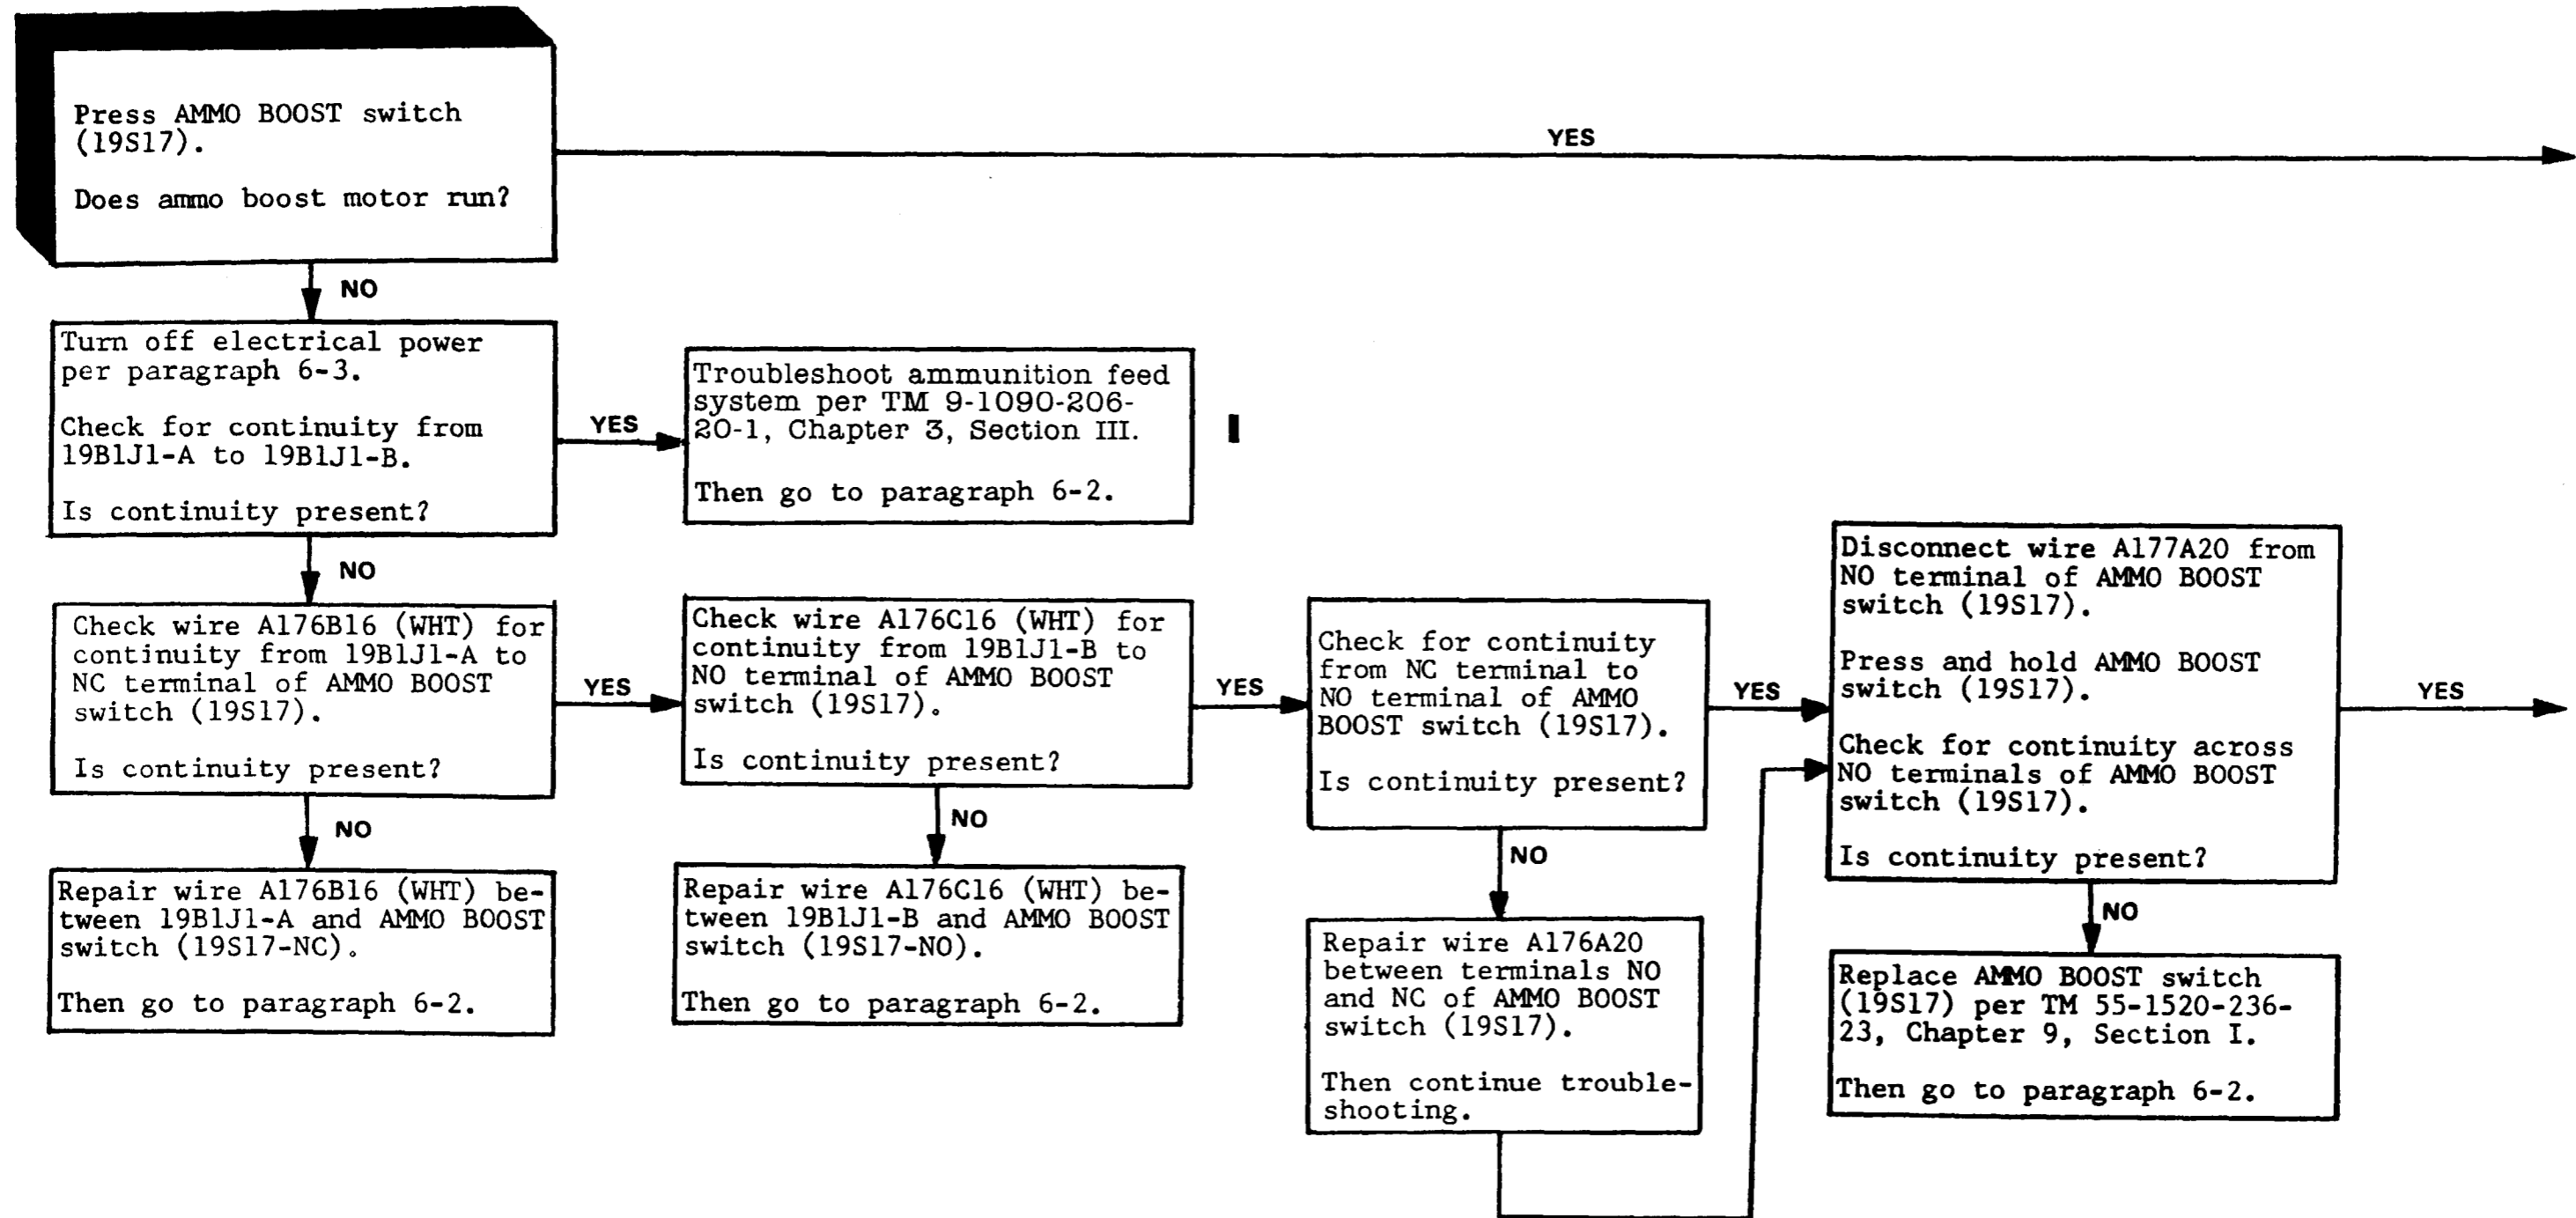 Press AMMO BOOST switch
(19S17).
Does ammo boost motor run?
YES
NO
Turn off electrical power
per paragraph 6-3.
Check for continuity from
19B1J1-A to 19B1J1-B.
Is continuity present?
YES
Troubleshoot ammunition feed
system per TM 9-1090-206-
20-1, Chapter 3, Section III.
Then go to paragraph 6-2.
NO
Check wire A176B16 (WHT) for
continuity from 19B1J1-A to
NC terminal of AMMO BOOST
switch (19S17).
Is continuity present?
YES
Check wire A176C16 (WHT) for
continuity from 19B1J1-B to
NO terminal of AMMO BOOST
switch (19S17).
Is continuity present?
YES
Check for continuity
from NC terminal to
NO terminal of AMMO
BOOST switch (19S17).
Is continuity present?
YES
Disconnect wire A177A20 from
NO terminal of AMMO BOOST
switch (19S17).
Press and hold AMMO BOOST
switch (19S17).
Check for continuity across
NO terminals of AMMO BOOST
switch (19S17).
Is continuity present?
YES
NO
Repair wire A176B16 (WHT) be-
tween 19B1J1-A and AMMO BOOST
switch (19S17-NC).
Then go to paragraph 6-2.
NO
Repair wire A176C16 (WHT) be-
tween 19B1J1-B and AMMO BOOST
switch (19S17-NO).
Then go to paragraph 6-2.
NO
Repair wire A176A20
between terminals NO
and NC of AMMO BOOST
switch (19S17).
Then continue trouble-
shooting.
NO
Replace AMMO BOOST switch
(19S17) per TM 55-1520-236-
23, Chapter 9, Section I.
Then go to paragraph 6-2.